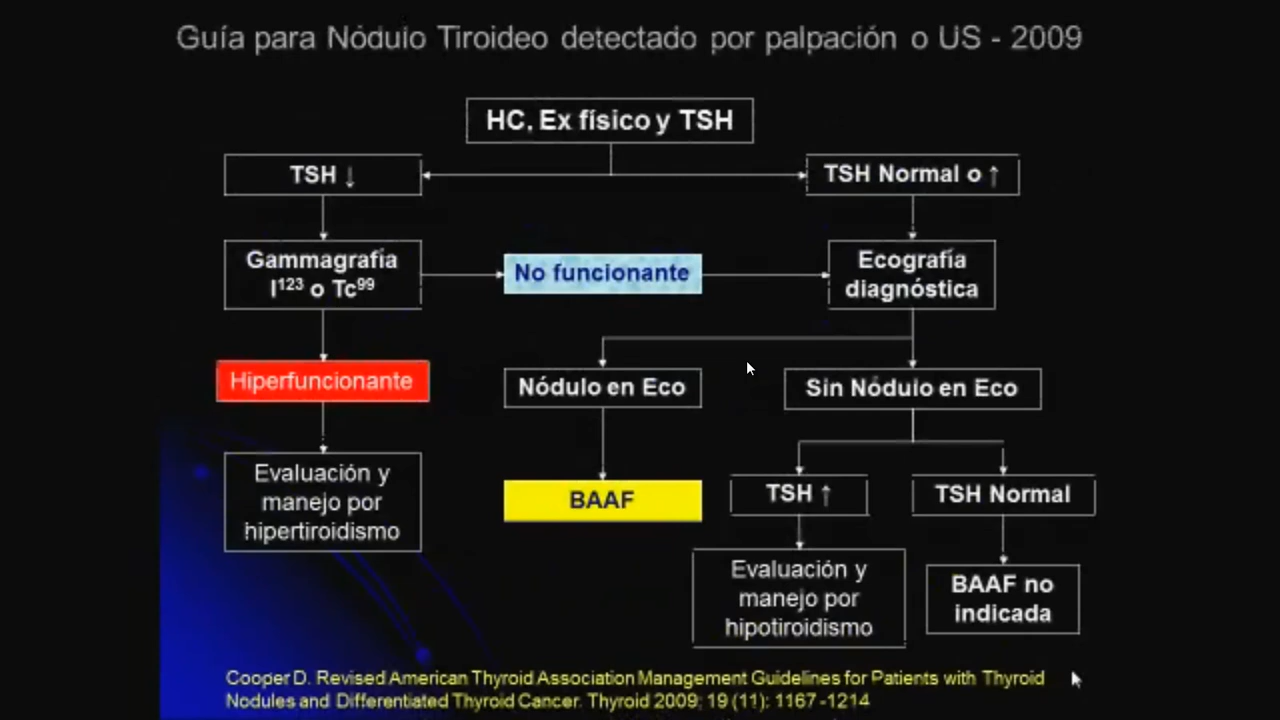 Guía para Nódulo Tiroideo detectado por palpación o US - 2009
HC, Ex físico y TSH
TSH ↓
TSH Normal o ↑
Gammagrafía
I¹²³ o Tc⁹⁹
No funcionante
Ecografía
diagnóstica
Hiperfuncionante
Nódulo en Eco
Sin Nódulo en Eco
Evaluación y
manejo por
hipertiroidismo
BAAF
TSH ↑
TSH Normal
Evaluación y
manejo por
hipotiroidismo
BAAF no
indicada
Cooper D. Revised American Thyroid Association Management Guidelines for Patients with Thyroid
Nodules and Differentiated Thyroid Cancer. Thyroid 2009; 19 (11): 1167 -1214